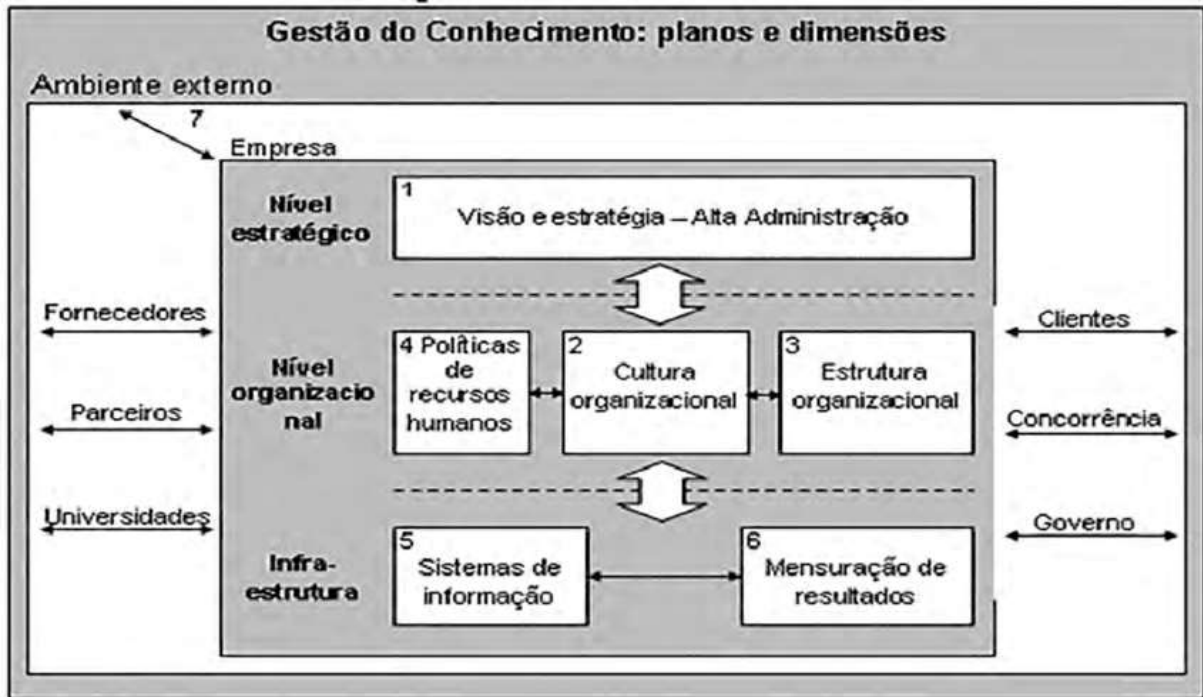 Gestão do Conhecimento: planos e dimensões
Ambiente externo
7
Empresa
Nível
estratégico
1
Visão e estratégia – Alta Administração
Fornecedores
Parceiros
Universidades
Nível
organizacio
nal
4 Políticas
de
recursos
humanos
2
Cultura
organizacional
3
Estrutura
organizacional
Clientes
Concorrência
Governo
Infra-
estrutura
5
Sistemas de
informação
6
Mensuração de
resultados